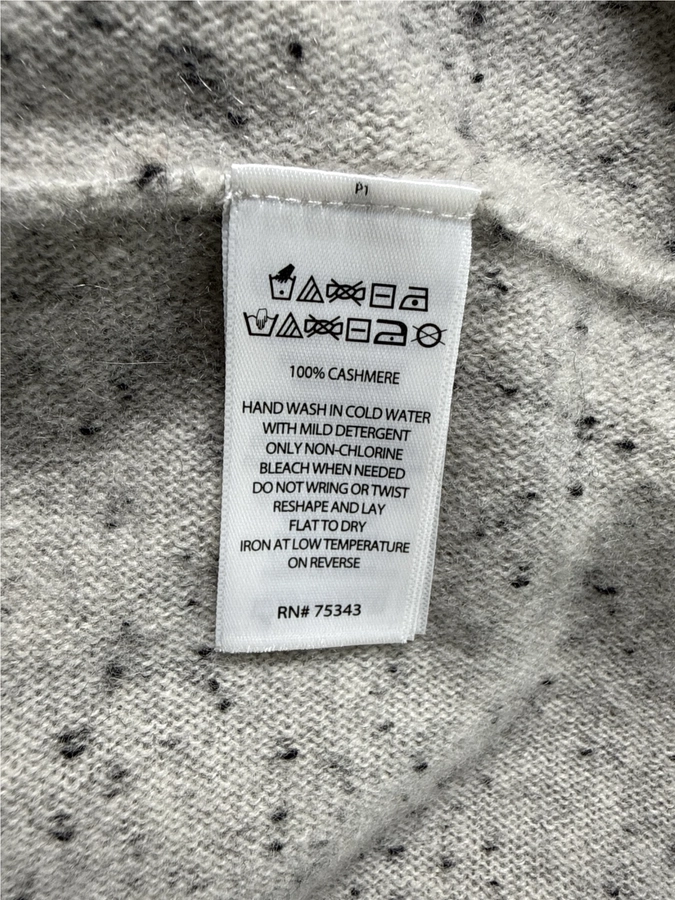 P1
100% CASHMERE
HAND WASH IN COLD WATER
WITH MILD DETERGENT
ONLY NON-CHLORINE
BLEACH WHEN NEEDED
DO NOT WRING OR TWIST
RESHAPE AND LAY
FLAT TO DRY
IRON AT LOW TEMPERATURE
ON REVERSE
RN# 75343